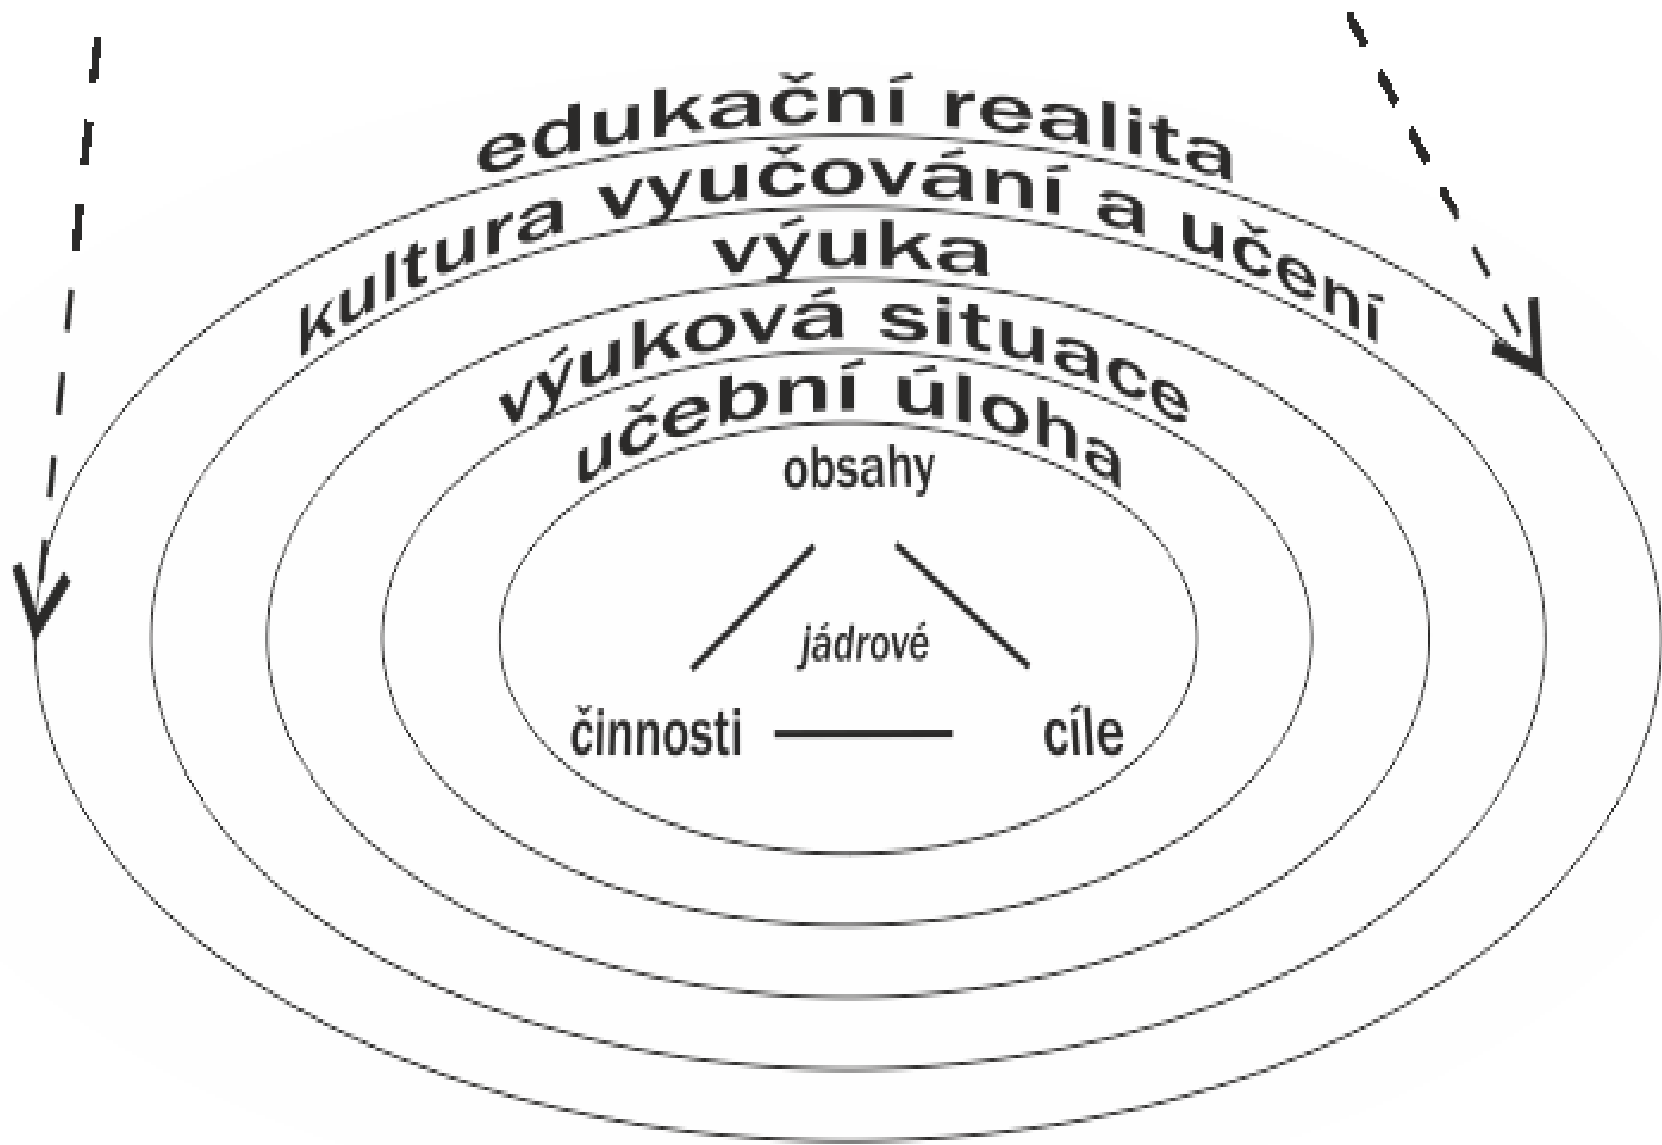 edukační realita
kultura vyučování a učení
výuka
výuková situace
učební úloha
obsahy
jádrové
činnosti
cíle